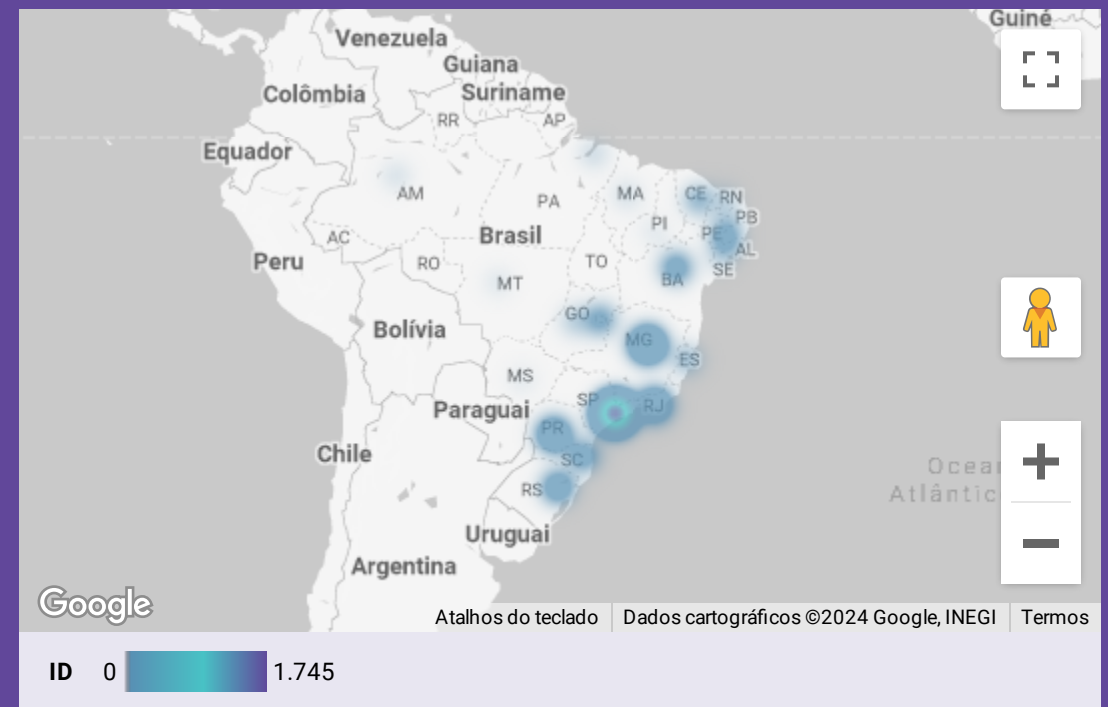 Guiné
Venezuela
Guiana
Colômbia
Suriname
RR
AP
Equador
AM
PA
MA
CE
RN
PB
PI
PE
AC
Brasil
AL
Peru
RO
TO
SE
MT
BA
GO
Bolívia
MG
ES
MS
SP
RJ
Paraguai
PR
Chile
SC
Ocea
RS
Atlântic
Uruguai
Argentina
Google
Atalhos do teclado
Dados cartográficos ©2024 Google, INEGI
Termos
ID 0 1.745